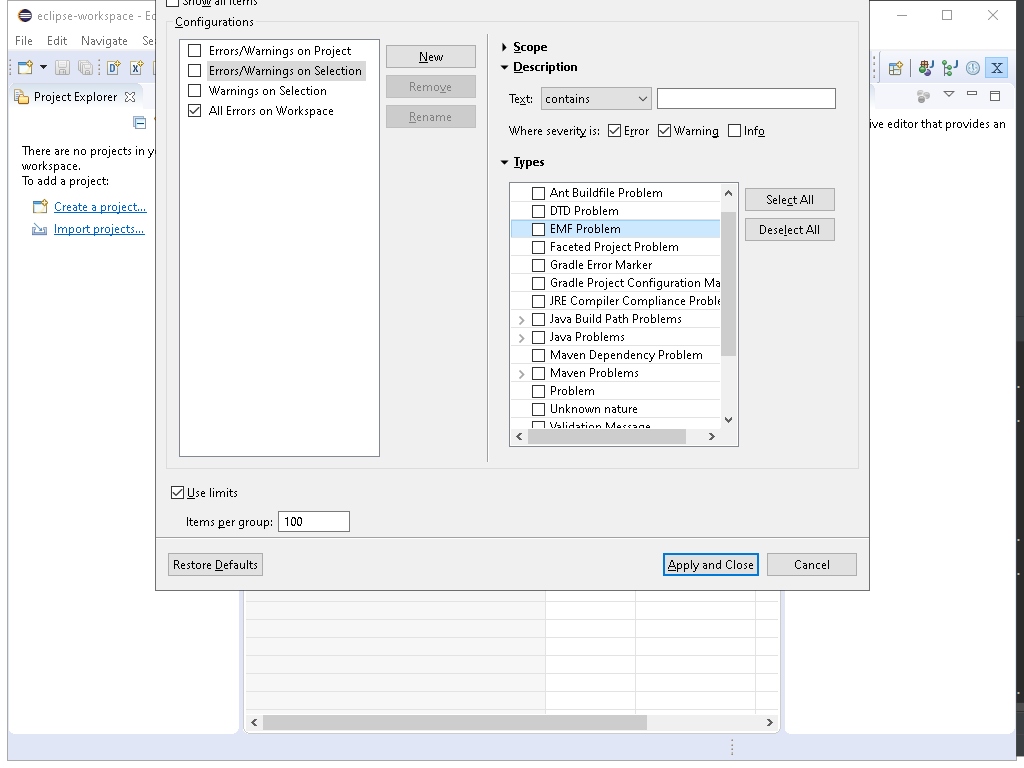 Show all items
eclipse-workspace - Ec
File Edit Navigate Se
Configurations
Errors/Warnings on Project
Errors/Warnings on Selection
Warnings on Selection
All Errors on Workspace
New
Remove
Rename
Scope
Description
Text: contains
Where severity is: Error Warning Info
Types
Ant Buildfile Problem
DTD Problem
EMF Problem
Faceted Project Problem
Gradle Error Marker
Gradle Project Configuration Ma
JRE Compiler Compliance Proble
Java Build Path Problems
Java Problems
Maven Dependency Problem
Maven Problems
Problem
Unknown nature
Validation Message
Select All
Deselect All
Project Explorer
There are no projects in y
workspace.
To add a project:
Create a project...
Import projects...
ive editor that provides an
Use limits
Items per group: 100
Restore Defaults
Apply and Close
Cancel